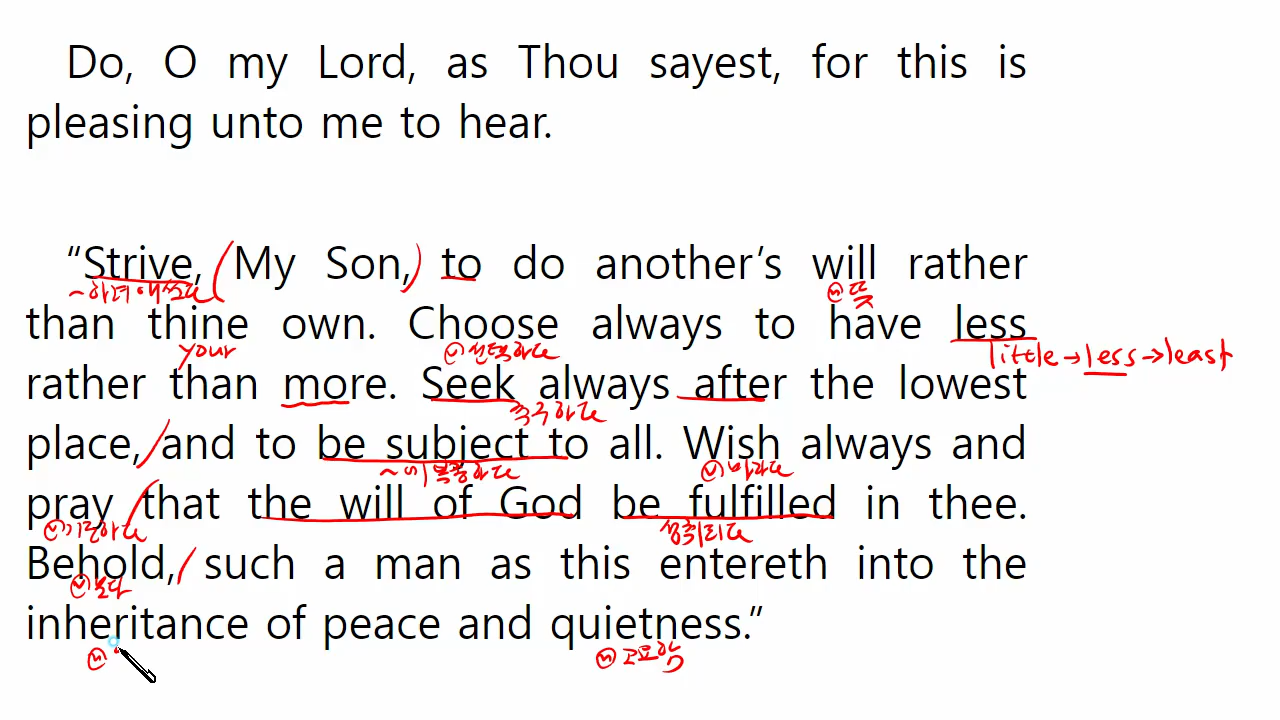 Do, O my Lord, as Thou sayest, for this is
pleasing unto me to hear.
“Strive, (My Son,) to do another’s will rather
~하려 애쓰다
ⓝ뜻
than thine own. Choose always to have less
your
ⓥ선택하다
little→less→least
rather than more. Seek always after the lowest
추구하다
place, / and to be subject to all. Wish always and
~에 복종하다
ⓥ바라다
pray / that the will of God be fulfilled in thee.
ⓥ기도하다
성취되다
Behold, / such a man as this entereth into the
ⓥ보다
inheritance of peace and quietness.”
ⓝ
ⓝ고요함